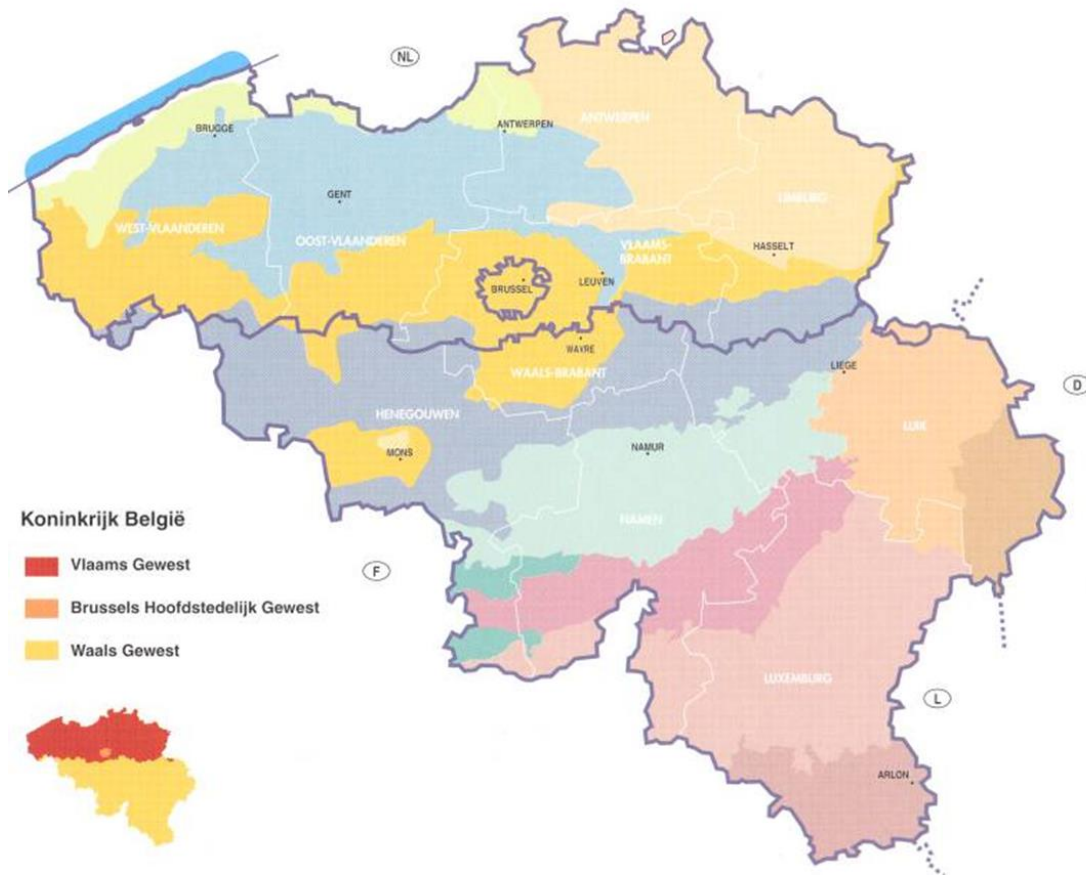 NL
BRUGGE
ANTWERPEN
ANTWERPEN
GENT
LIMBURG
WEST-VLAANDEREN
OOST-VLAANDEREN
VLAAMS-
BRABANT
HASSELT
BRUSSEL
LEUVEN
WAVRE
WAALS-BRABANT
LIEGE
D
HENEGOUWEN
LUIK
MONS
NAMUR
NAMEN
Koninkrijk België
Vlaams Gewest
F
Brussels Hoofdstedelijk Gewest
Waals Gewest
LUXEMBURG
L
ARLON